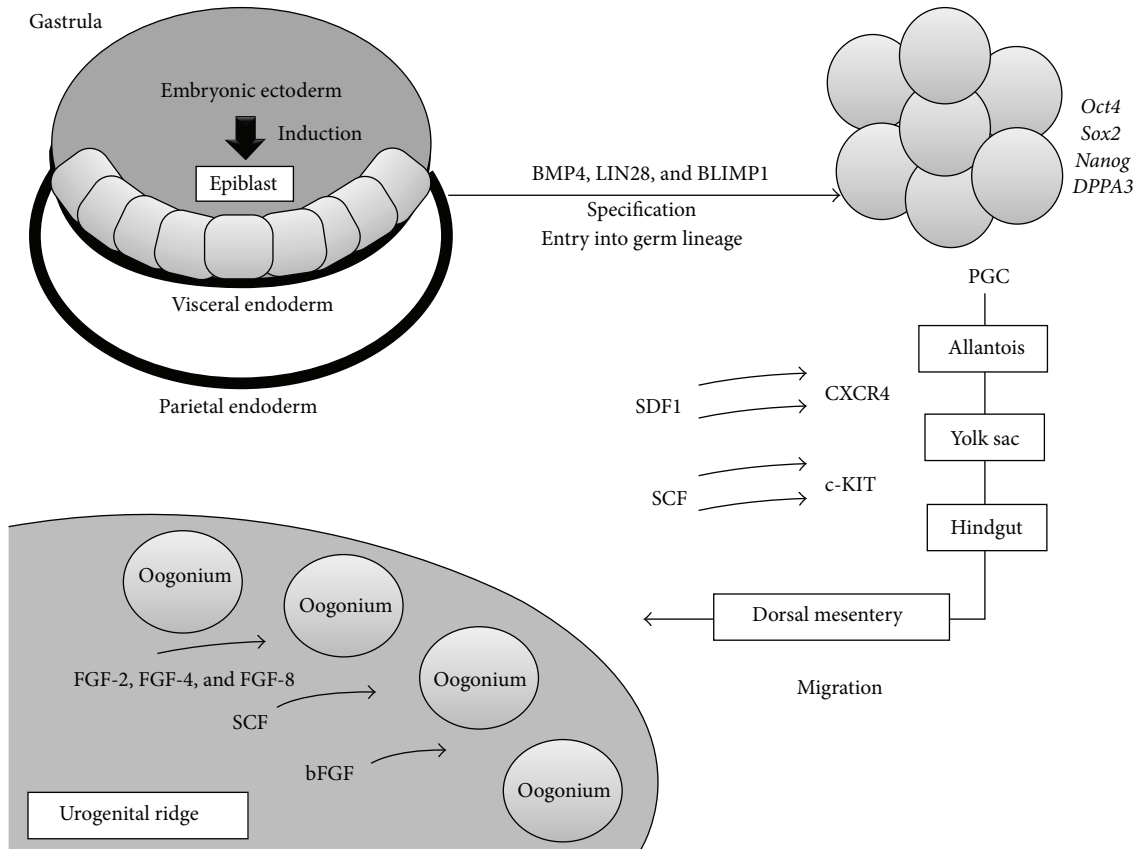 Gastrula
Embryonic ectoderm
Induction
Epiblast
Visceral endoderm
Parietal endoderm
BMP4, LIN28, and BLIMP1
Specification
Entry into germ lineage
Oct4
Sox2
Nanog
DPPA3
PGC
Allantois
SDF1
CXCR4
Yolk sac
SCF
c-KIT
Hindgut
Dorsal mesentery
Migration
Oogonium
Oogonium
Oogonium
Oogonium
FGF-2, FGF-4, and FGF-8
SCF
bFGF
Urogenital ridge